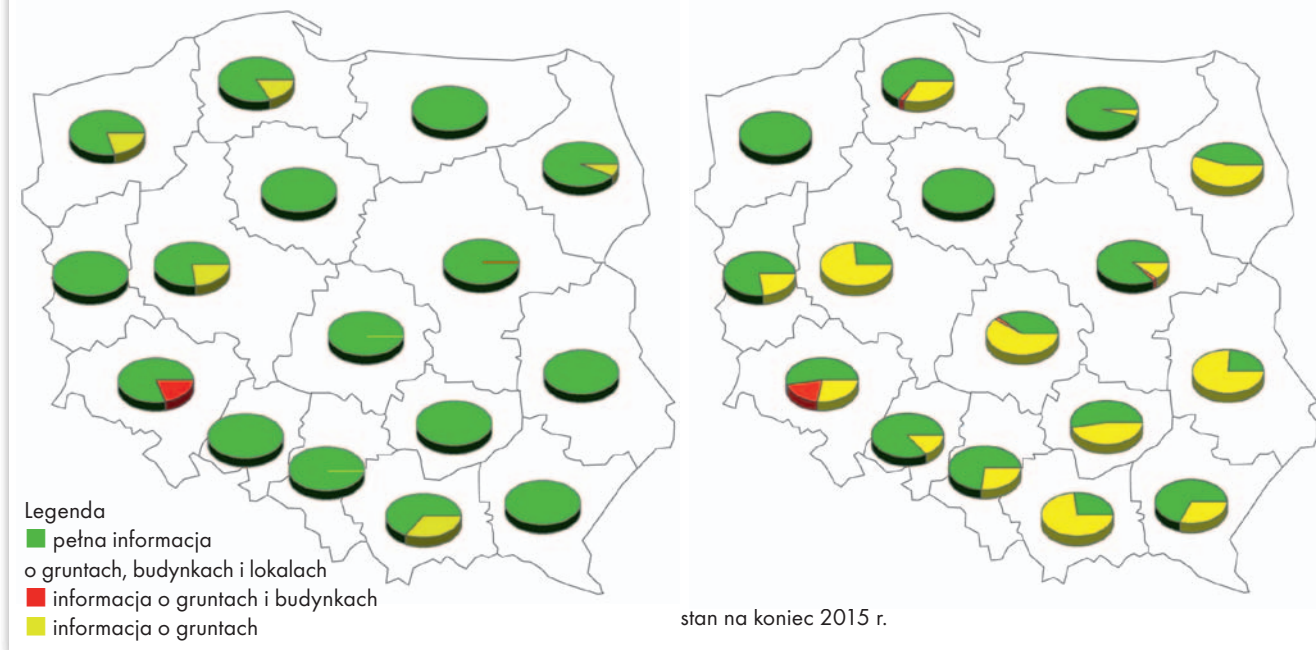 Legenda
pełna informacja
o gruntach, budynkach i lokalach
informacja o gruntach i budynkach
informacja o gruntach
stan na koniec 2015 r.